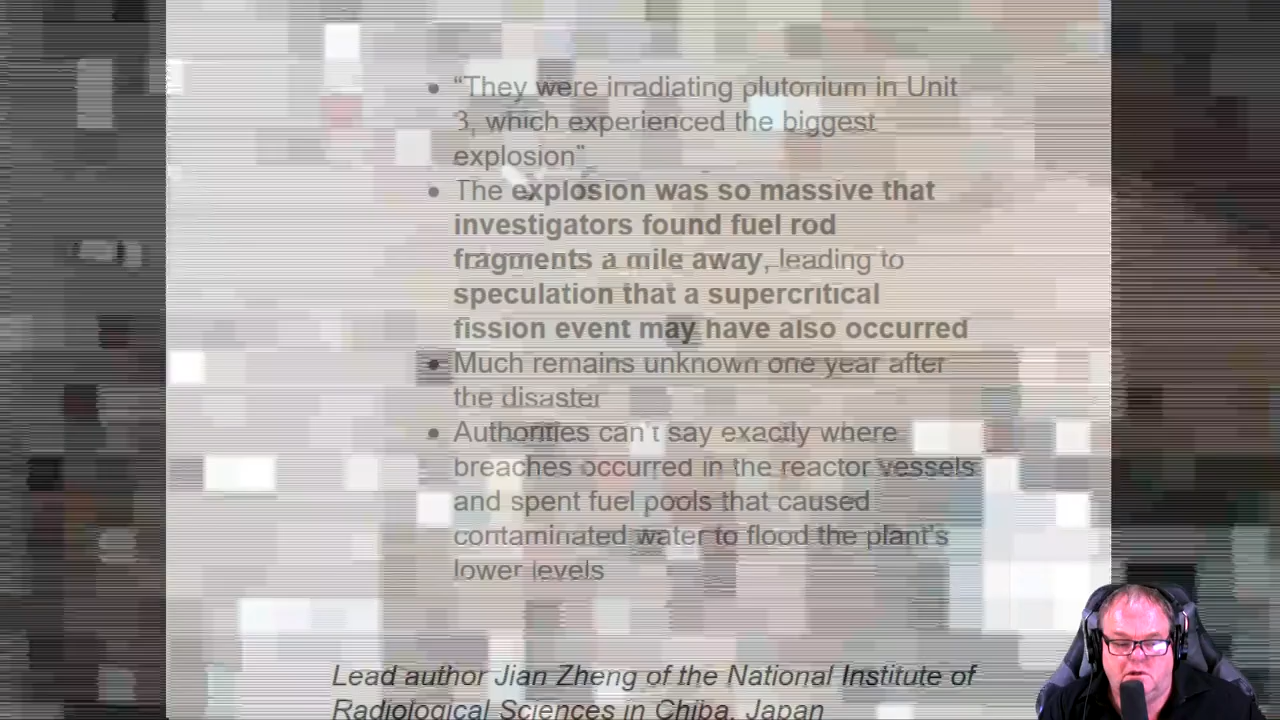 • “They were irradiating plutonium in Unit
3, which experienced the biggest
explosion”
• The explosion was so massive that
investigators found fuel rod
fragments a mile away, leading to
speculation that a supercritical
fission event may have also occurred
• Much remains unknown one year after
the disaster
• Authorities can’t say exactly where
breaches occurred in the reactor vessels
and spent fuel pools that caused
contaminated water to flood the plant’s
lower levels
Lead author Jian Zheng of the National Institute of
Radiological Sciences in Chiba, Japan